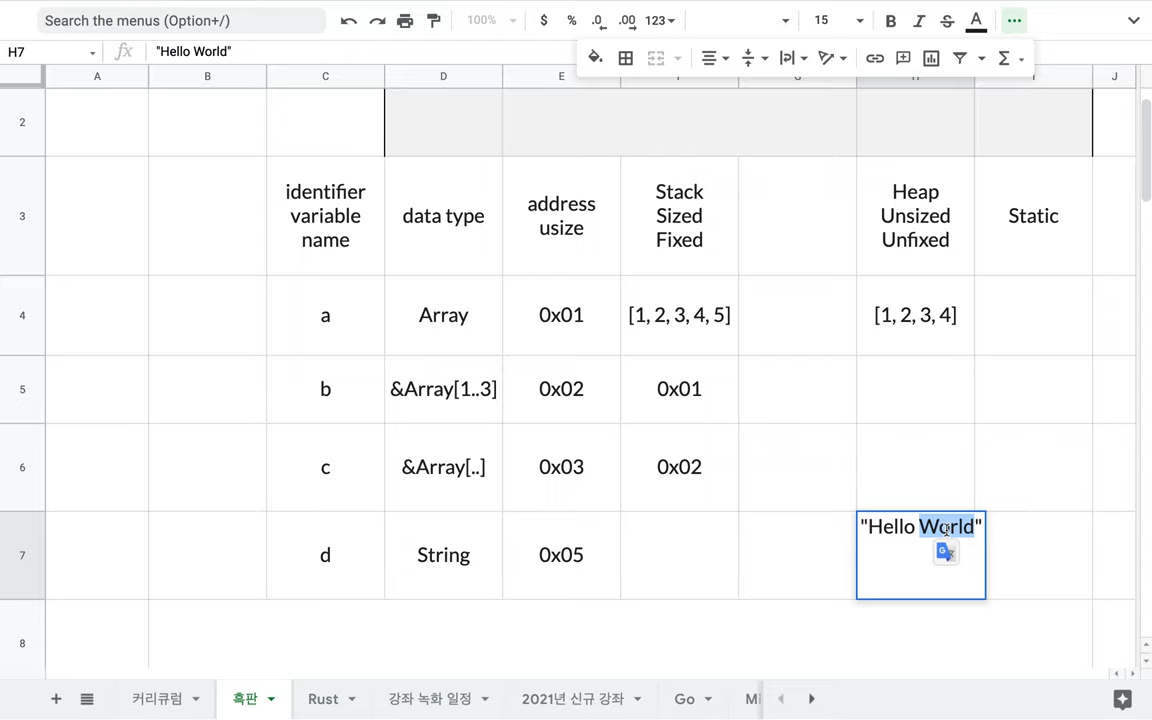 Search the menus (Option+/)
100%
$ % .0 .00 123
15
B I S A
H7
fx
"Hello World"
A B C D E F G H I J
2
3
identifier
variable
name
data type
address
usize
Stack
Sized
Fixed
Heap
Unsized
Unfixed
Static
4
a
Array
0x01
[1, 2, 3, 4, 5]
[1, 2, 3, 4]
5
b
&Array[1..3]
0x02
0x01
6
c
&Array[..]
0x03
0x02
7
d
String
0x05
"Hello World"
8
커리큘럼
흑판
Rust
강좌 녹화 일정
2021년 신규 강좌
Go